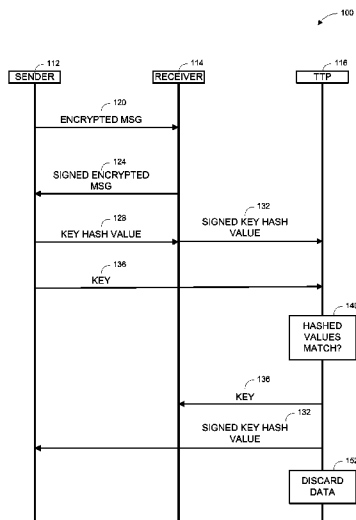 100
112
114
116
SENDER
RECEIVER
TTP
120
ENCRYPTED MSG
124
SIGNED ENCRYPTED
MSG
128
KEY HASH VALUE
132
SIGNED KEY HASH
VALUE
136
KEY
HASHED
VALUES
MATCH?
136
KEY
132
SIGNED KEY HASH
VALUE
152
DISCARD
DATA